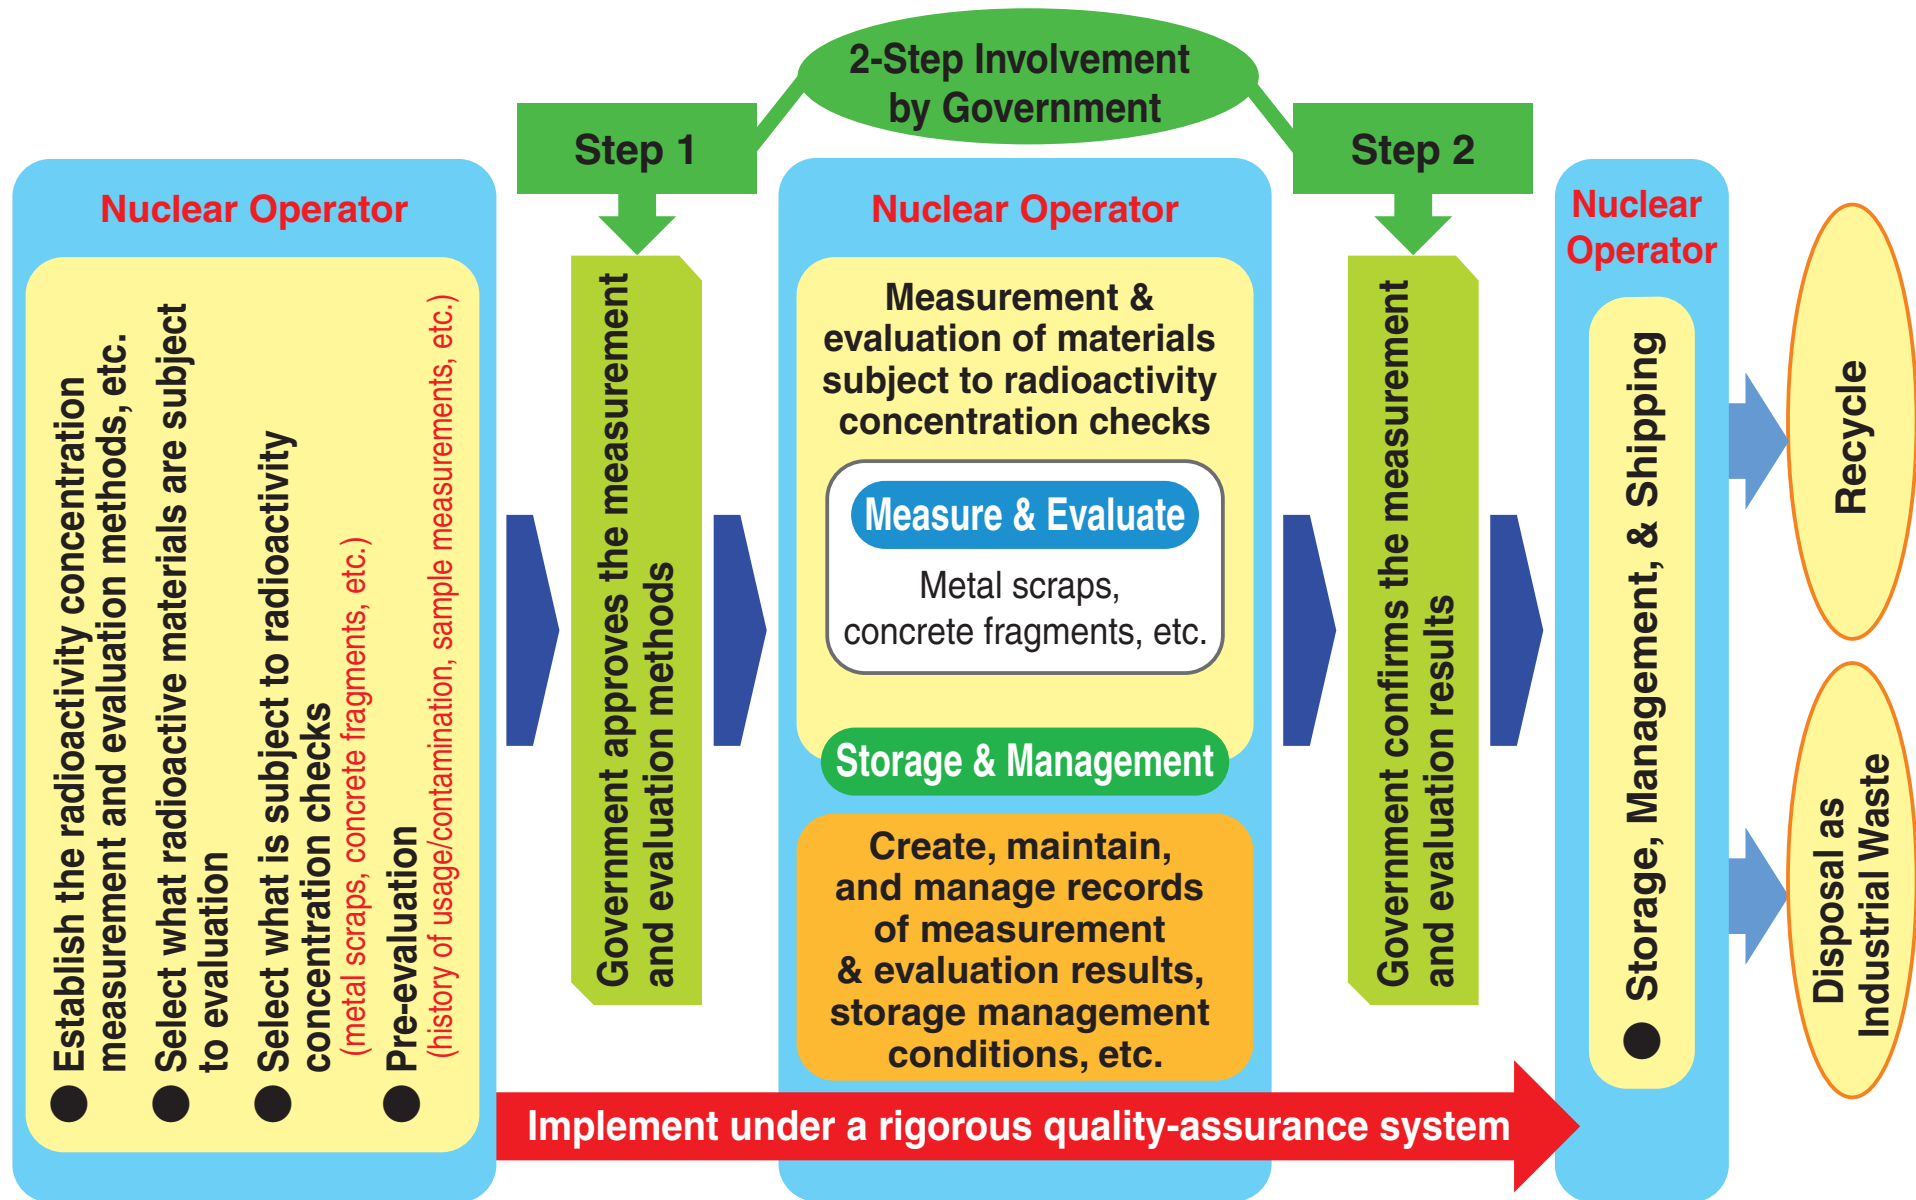 2-Step Involvement
by Government
Step 1
Step 2
Nuclear Operator
Establish the radioactivity concentration
measurement and evaluation methods, etc.
Select what radioactive materials are subject
to evaluation
Select what is subject to radioactivity
concentration checks
(metal scraps, concrete fragments, etc.)
Pre-evaluation
(history of usage/contamination, sample measurements, etc.)
Government approves the measurement
and evaluation methods
Nuclear Operator
Measurement &
evaluation of materials
subject to radioactivity
concentration checks
Measure & Evaluate
Metal scraps,
concrete fragments, etc.
Storage & Management
Create, maintain,
and manage records
of measurement
& evaluation results,
storage management
conditions, etc.
Government confirms the measurement
and evaluation results
Nuclear
Operator
Storage, Management, & Shipping
Recycle
Disposal as
Industrial Waste
Implement under a rigorous quality-assurance system